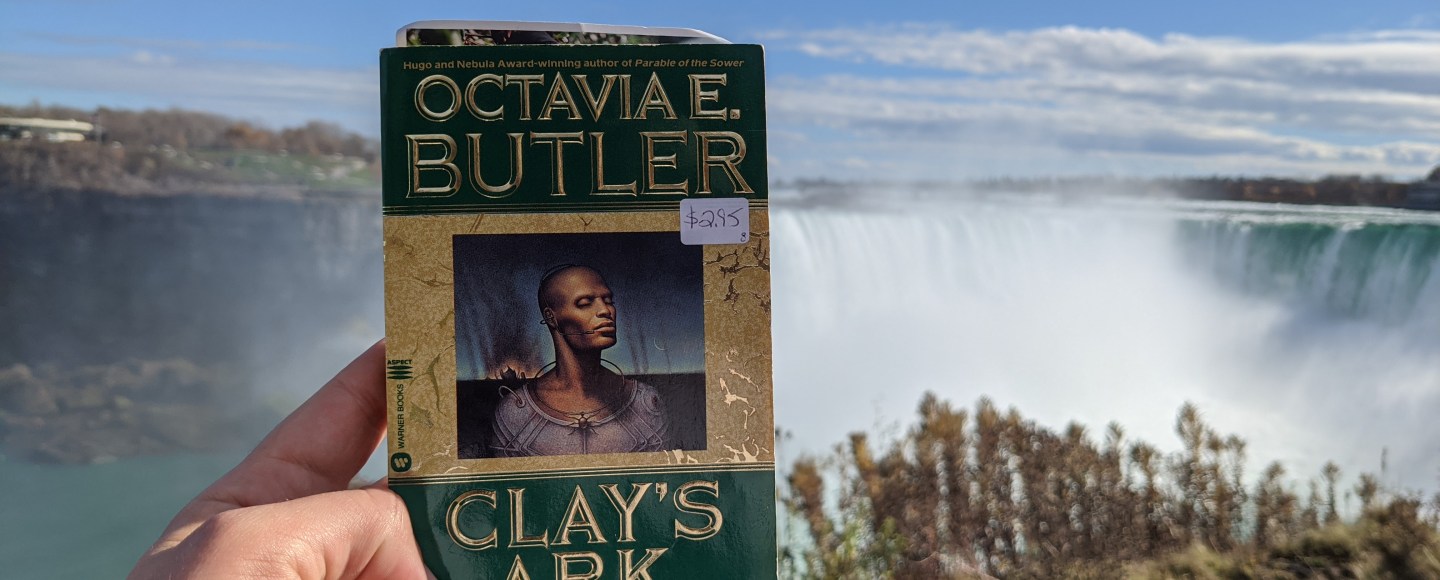 Hugo and Nebula Award-winning author of Parable of the Sower
OCTAVIA E.
BUTLER
$2.95
ASPECT
WARNER BOOKS
CLAY'S
ARK